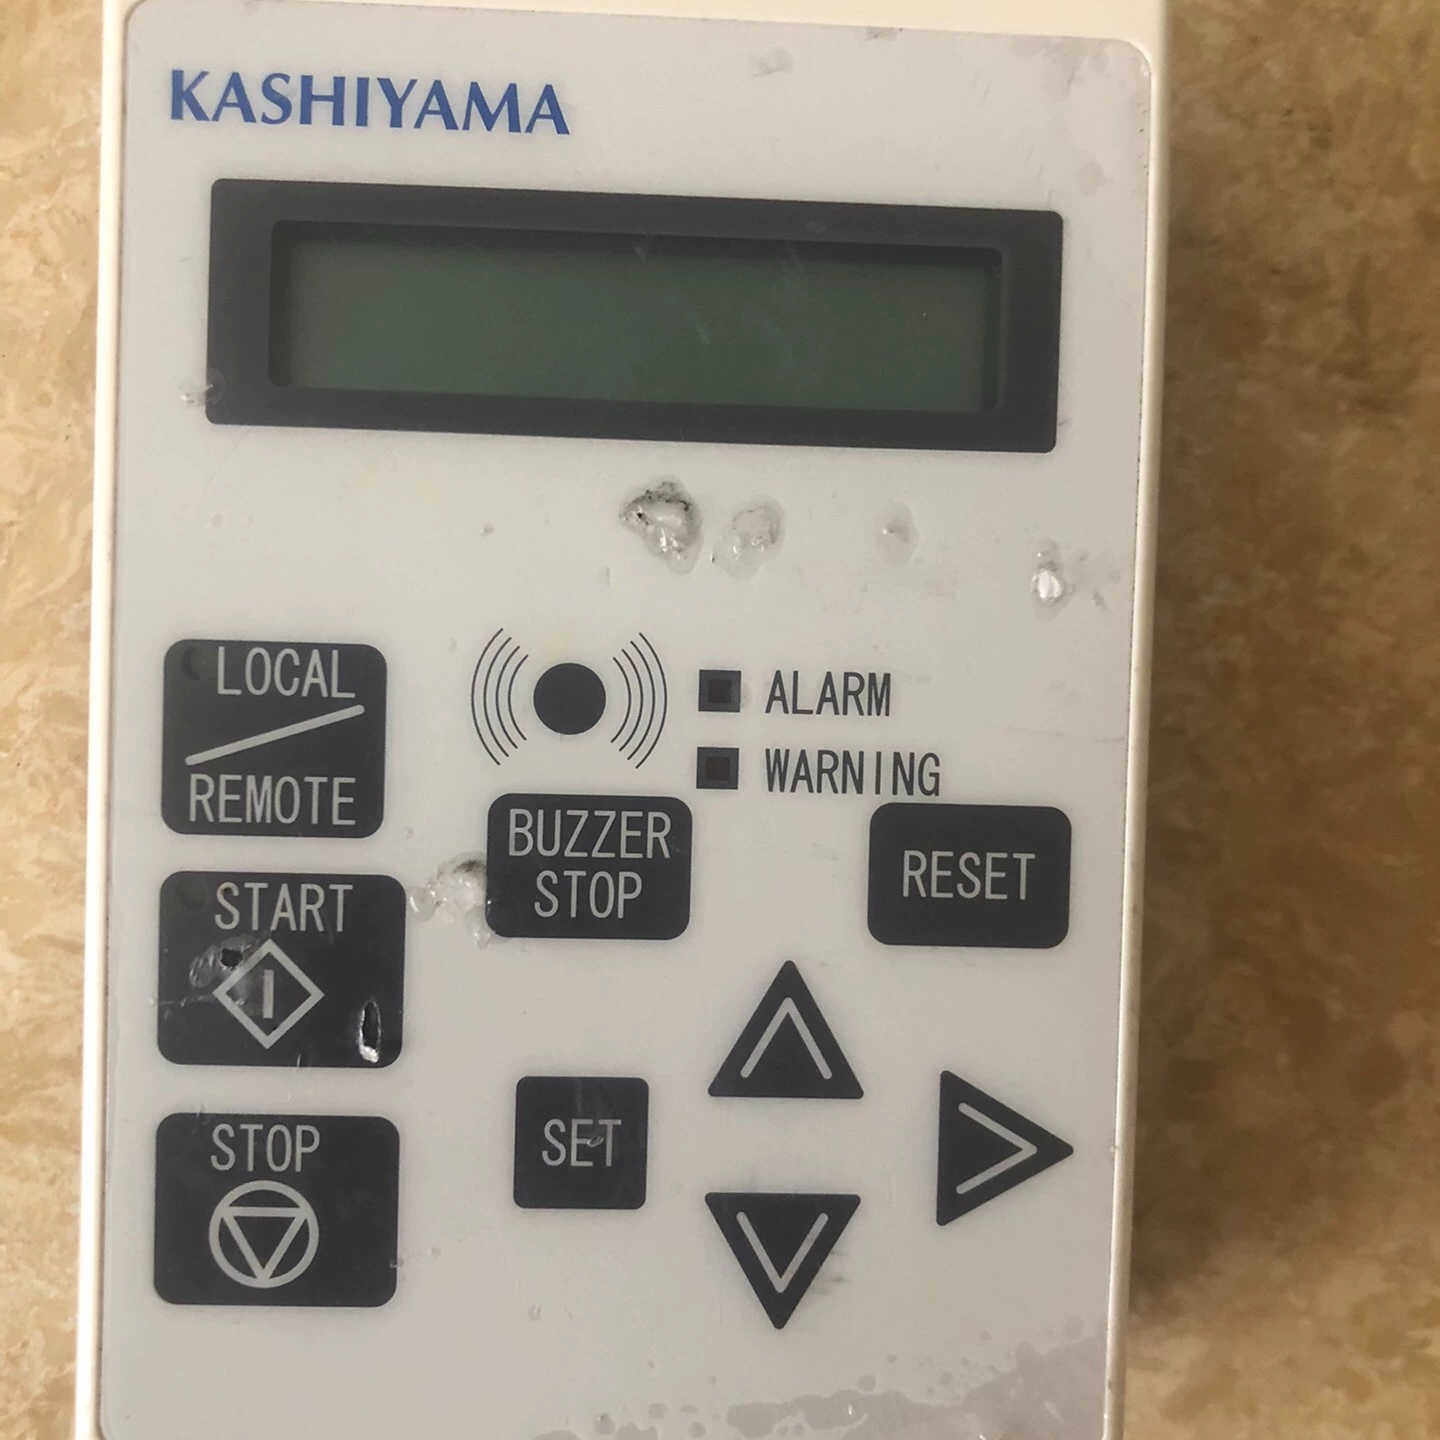 KASHIYAMA
LOCAL
REMOTE
ALARM
WARNING
BUZZER
STOP
RESET
START
SET
STOP